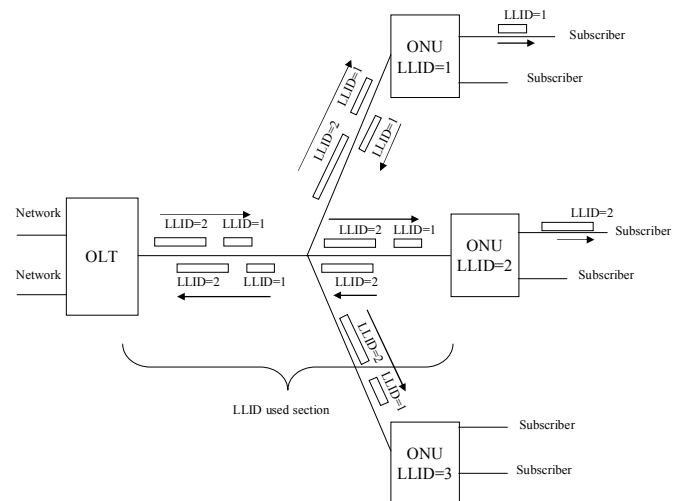 LLID=1
ONU
LLID=1
Subscriber
Subscriber
LLID=1
LLID=2
LLID=1
Network
Network
OLT
LLID=2
LLID=1
LLID=2
LLID=1
LLID=2
LLID=1
LLID=2
ONU
LLID=2
LLID=2
Subscriber
Subscriber
LLID=2
LLID=1
LLID used section
ONU
LLID=3
Subscriber
Subscriber